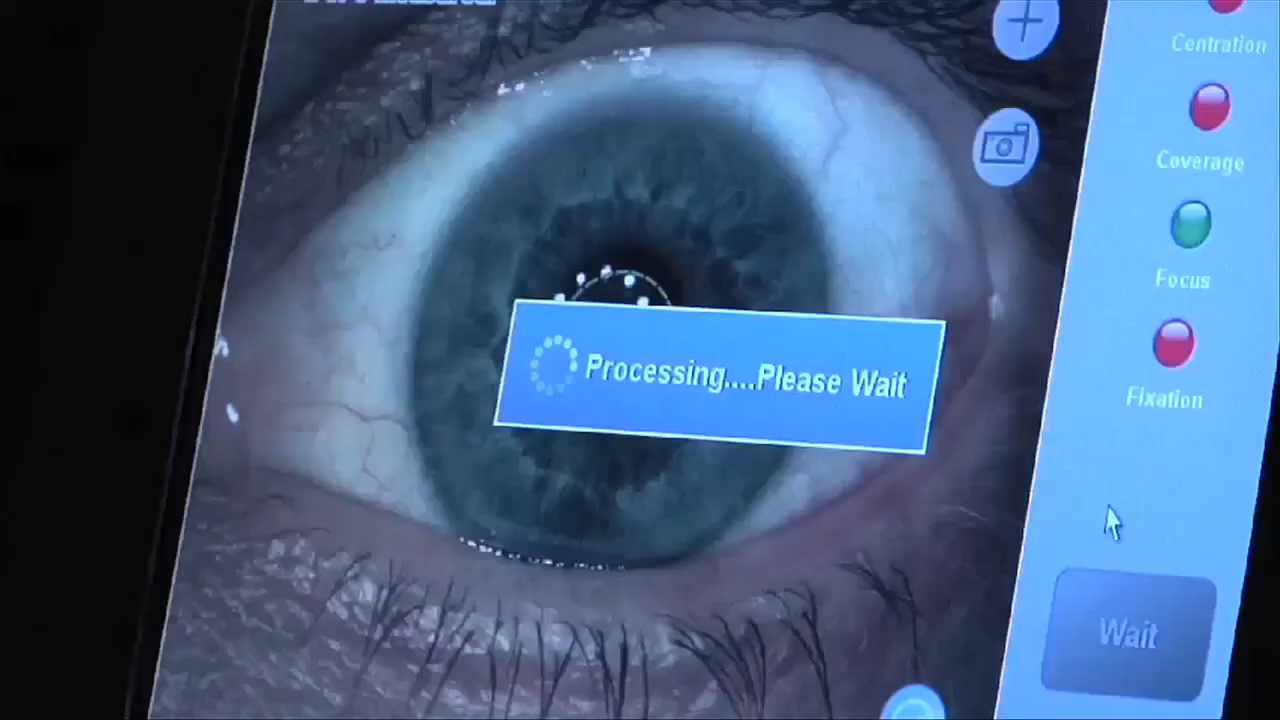 Centration
Coverage
Focus
Fixation
Processing....Please Wait
Wait